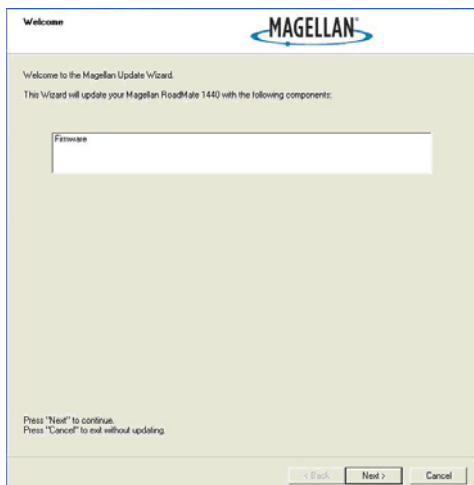 Welcome
MAGELLAN
Welcome to the Magellan Update Wizard.
This Wizard will update your Magellan RoadMate 1440 with the following components:
Firmware
Press "Next" to continue.
Press "Cancel" to exit without updating.
< Back
Next >
Cancel